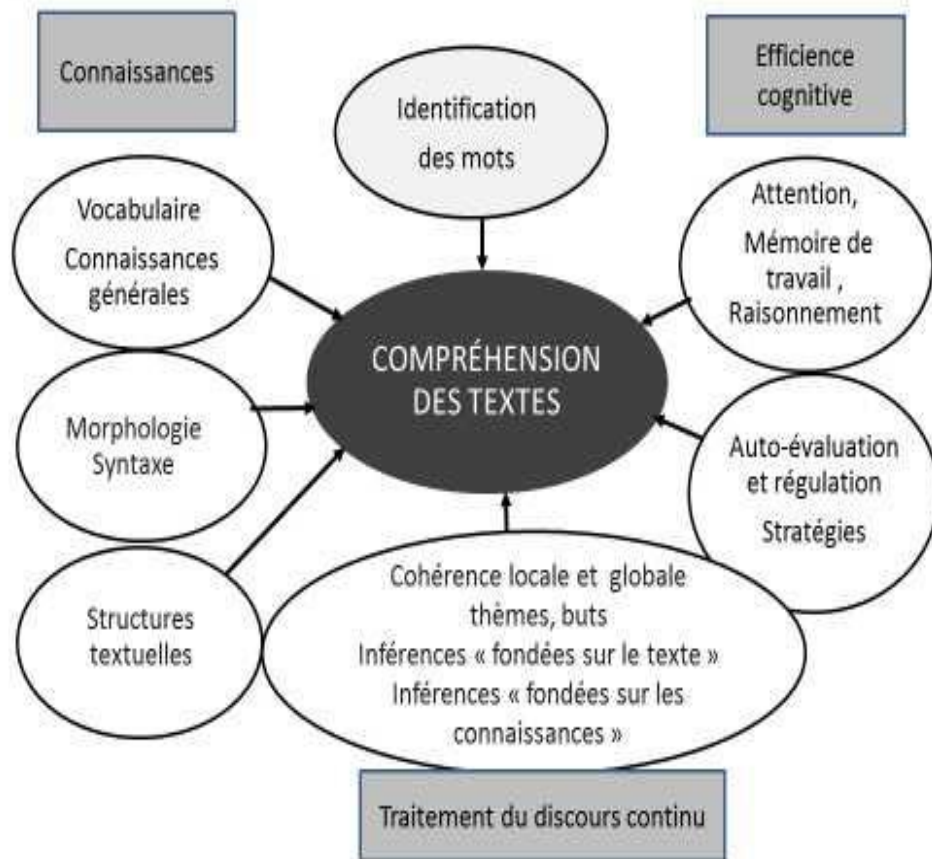 Connaissances
Efficience
cognitive
Identification
des mots
Vocabulaire
Connaissances
générales
Attention,
Mémoire de
travail ,
Raisonnement
COMPRÉHENSION
DES TEXTES
Morphologie
Syntaxe
Auto-évaluation
et régulation
Stratégies
Structures
textuelles
Cohérence locale et globale
thèmes, buts
Inférences « fondées sur le texte »
Inférences « fondées sur les
connaissances »
Traitement du discours continu